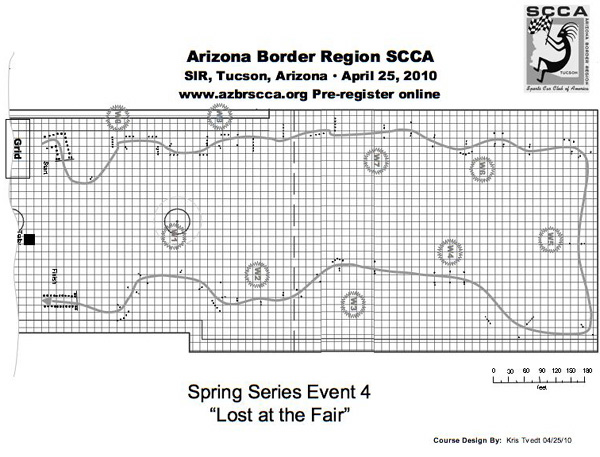 SCCA
ARIZONA BORDER REGION
TUCSON
Sports Car Club of America
Arizona Border Region SCCA
SIR, Tucson, Arizona • April 25, 2010
www.azbrscca.org Pre-register online
Grid
Start
W7
W6
W1
W5
W4
W2
W3
Finish
0 30 60 90 120 150 180
feet
Spring Series Event 4
“Lost at the Fair”
Course Design By: Kris Tvedt 04/25/10